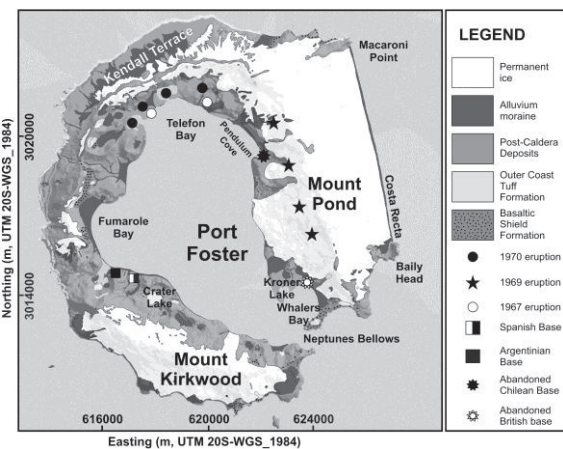 Kendall Terrace
Macaroni
Point
Telefon
Bay
Pendulum
Cove
Mount
Pond
Costa Recta
Fumarole
Bay
Port
Foster
Baily
Head
Kroner
Lake
Crater
Lake
Whalers
Bay
Neptunes Bellows
Mount
Kirkwood
3020000
3014000
Northing (m, UTM 20S-WGS_1984)
616000
620000
624000
Easting (m, UTM 20S-WGS_1984)
LEGEND
Permanent
ice
Alluvium
moraine
Post-Caldera
Deposits
Outer Coast
Tuff
Formation
Basaltic
Shield
Formation
1970 eruption
1969 eruption
1967 eruption
Spanish Base
Argentinian
Base
Abandoned
Chilean base
Abandoned
British base